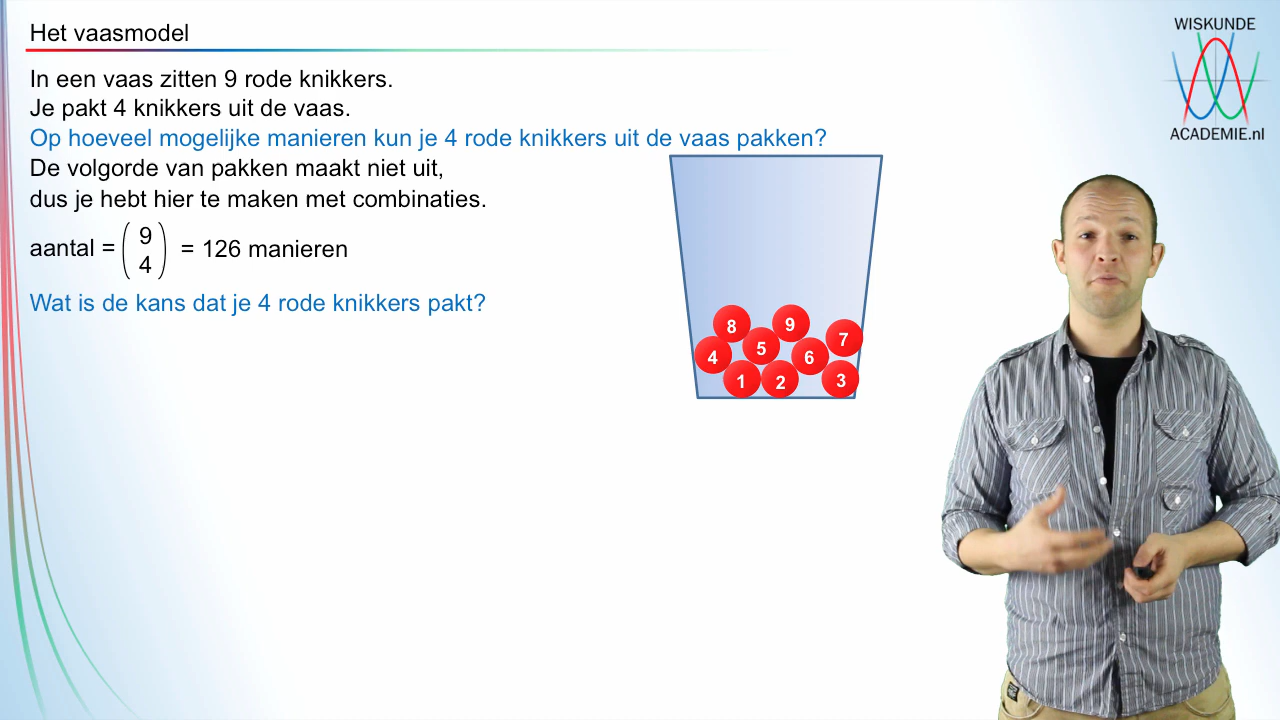 Het vaasmodel
WISKUNDE
ACADEMIE.nl
In een vaas zitten 9 rode knikkers.
Je pakt 4 knikkers uit de vaas.
Op hoeveel mogelijke manieren kun je 4 rode knikkers uit de vaas pakken?
De volgorde van pakken maakt niet uit,
dus je hebt hier te maken met combinaties.
aantal = (9 4) = 126 manieren
Wat is de kans dat je 4 rode knikkers pakt?
8 9 7
4 5 6
1 2 3